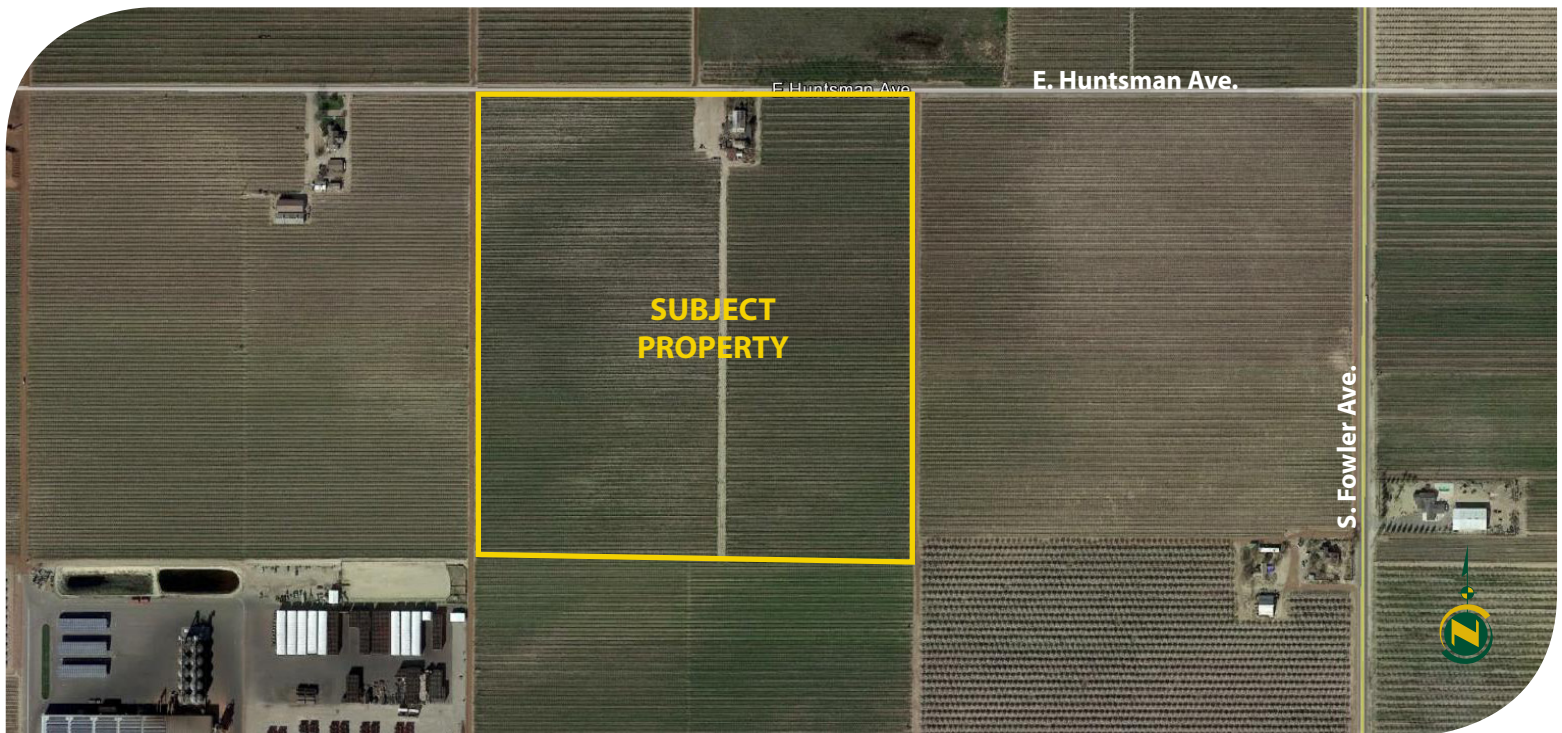 E Huntsman Ave
E. Huntsman Ave.
SUBJECT
PROPERTY
S. Fowler Ave.
N